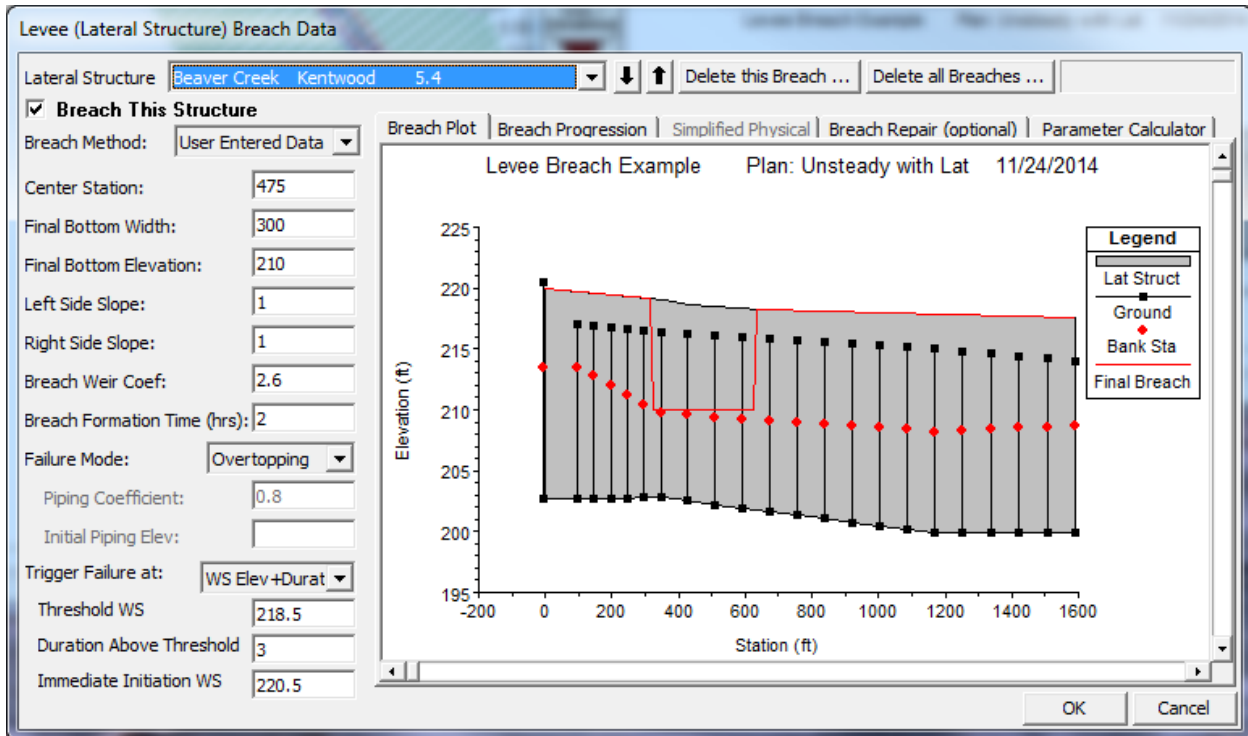 Levee (Lateral Structure) Breach Data
Lateral Structure Beaver Creek Kentwood 5.4 Delete this Breach ... Delete all Breaches ...
Breach This Structure
Breach Method: User Entered Data
Center Station: 475
Final Bottom Width: 300
Final Bottom Elevation: 210
Left Side Slope: 1
Right Side Slope: 1
Breach Weir Coef: 2.6
Breach Formation Time (hrs): 2
Failure Mode: Overtopping
Piping Coefficient: 0.8
Initial Piping Elev:
Trigger Failure at: WS Elev+Durat
Threshold WS 218.5
Duration Above Threshold 3
Immediate Initiation WS 220.5
Breach Plot Breach Progression Simplified Physical Breach Repair (optional) Parameter Calculator
Levee Breach Example Plan: Unsteady with Lat 11/24/2014
225
220
215
210
205
200
195
Elevation (ft)
-200 0 200 400 600 800 1000 1200 1400 1600
Station (ft)
Legend
Lat Struct
Ground
Bank Sta
Final Breach
OK Cancel